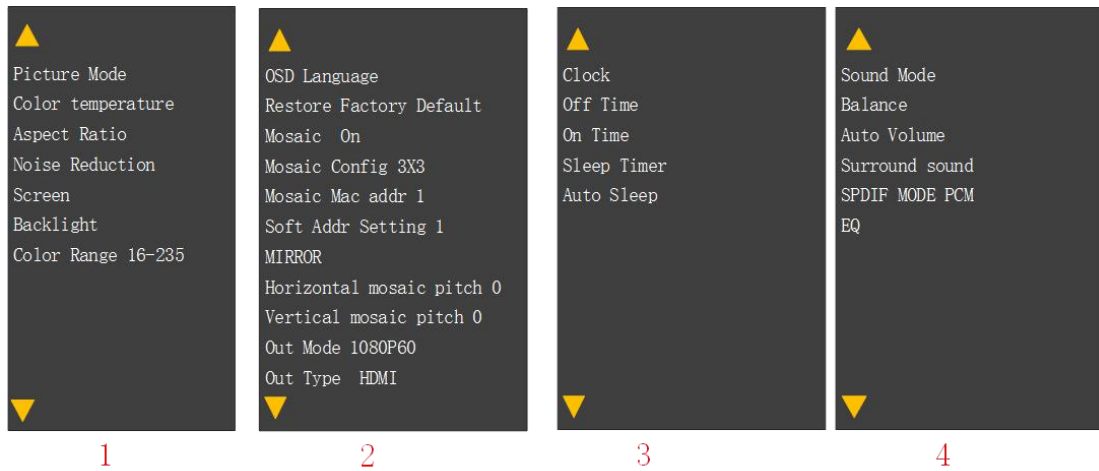 Picture Mode
Color temperature
Aspect Ratio
Noise Reduction
Screen
Backlight
Color Range 16-235
1
OSD Language
Restore Factory Default
Mosaic On
Mosaic Config 3X3
Mosaic Mac addr 1
Soft Addr Setting 1
MIRROR
Horizontal mosaic pitch 0
Vertical mosaic pitch 0
Out Mode 1080P60
Out Type HDMI
2
Clock
Off Time
On Time
Sleep Timer
Auto Sleep
3
Sound Mode
Balance
Auto Volume
Surround sound
SPDIF MODE PCM
EQ
4